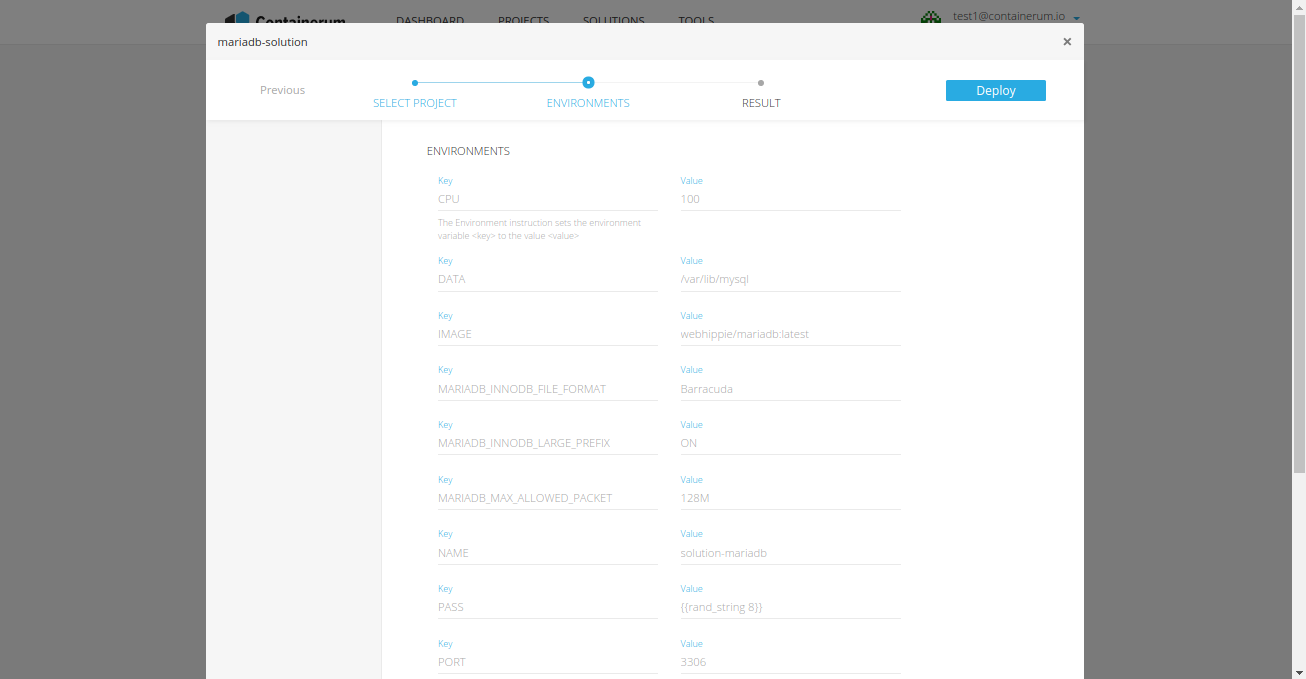 Containerum DASHBOARD PROJECTS SOLUTIONS TOOLS test1@containerum.io
mariadb-solution ×
Previous
SELECT PROJECT
ENVIRONMENTS
RESULT
Deploy
ENVIRONMENTS
Key Value
CPU 100
The Environment instruction sets the environment
variable <key> to the value <value>
Key Value
DATA /var/lib/mysql
Key Value
IMAGE webhippie/mariadb:latest
Key Value
MARIADB_INNODB_FILE_FORMAT Barracuda
Key Value
MARIADB_INNODB_LARGE_PREFIX ON
Key Value
MARIADB_MAX_ALLOWED_PACKET 128M
Key Value
NAME solution-mariadb
Key Value
PASS {{rand_string 8}}
Key Value
PORT 3306